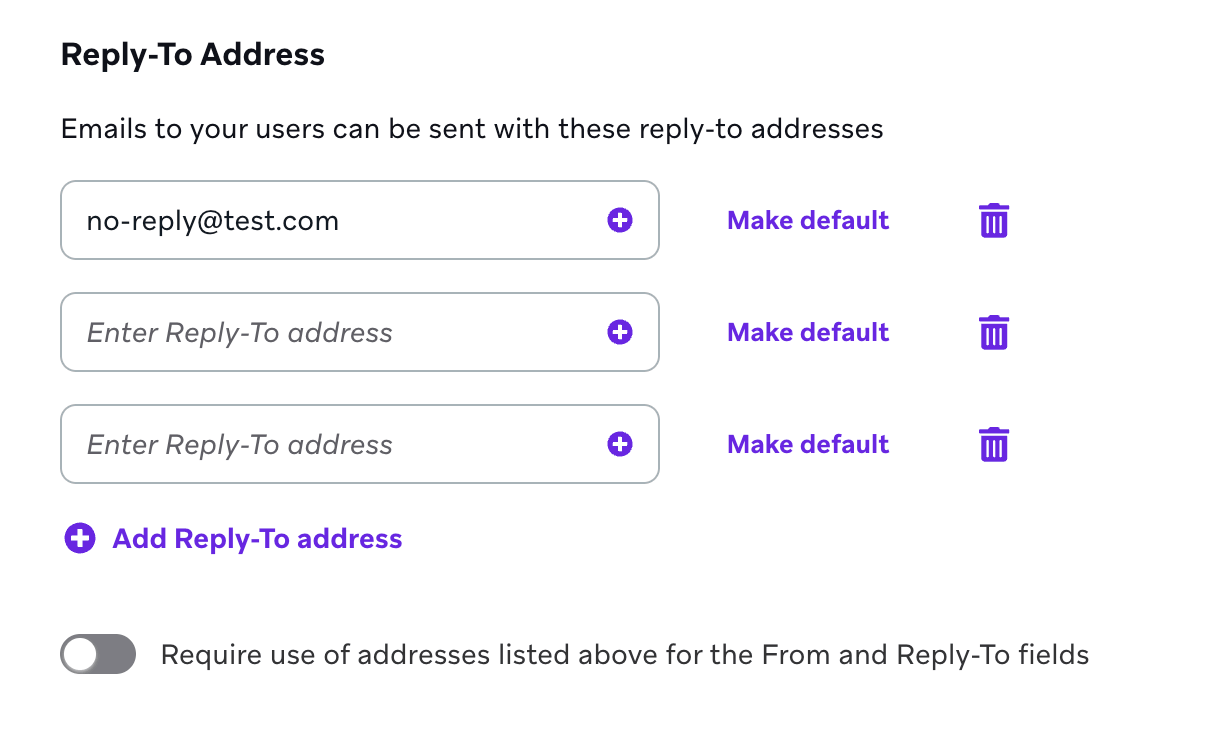 Reply-To Address
Emails to your users can be sent with these reply-to addresses
no-reply@test.com Make default
Enter Reply-To address Make default
Enter Reply-To address Make default
Add Reply-To address
Require use of addresses listed above for the From and Reply-To fields